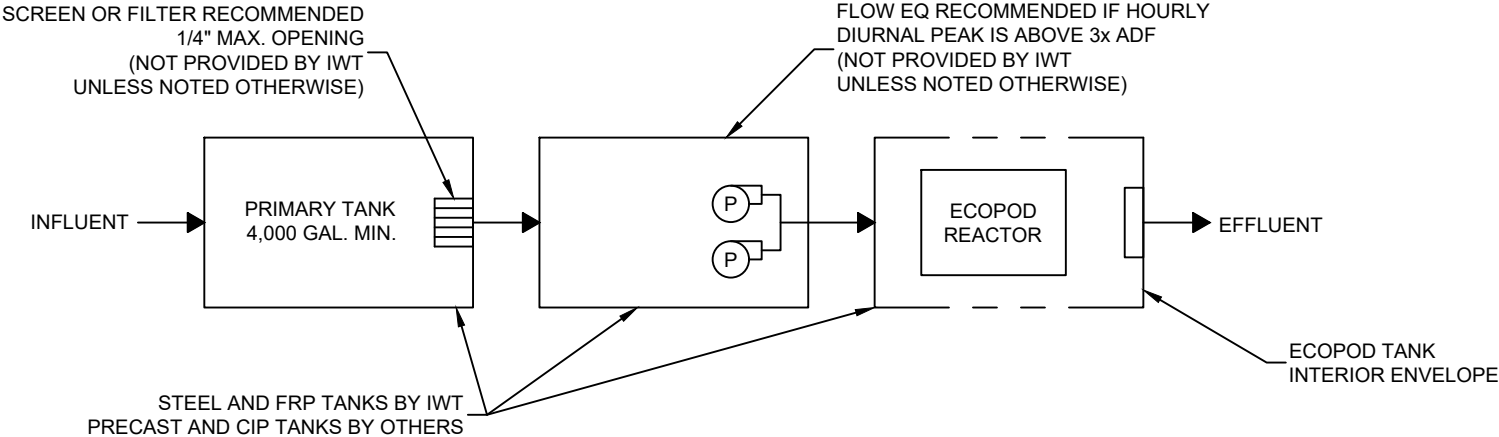 SCREEN OR FILTER RECOMMENDED
1/4" MAX. OPENING
(NOT PROVIDED BY IWT
UNLESS NOTED OTHERWISE)
FLOW EQ RECOMMENDED IF HOURLY
DIURNAL PEAK IS ABOVE 3x ADF
(NOT PROVIDED BY IWT
UNLESS NOTED OTHERWISE)
INFLUENT
PRIMARY TANK
4,000 GAL. MIN.
P
P
ECOPOD
REACTOR
EFFLUENT
ECOPOD TANK
INTERIOR ENVELOPE
STEEL AND FRP TANKS BY IWT
PRECAST AND CIP TANKS BY OTHERS